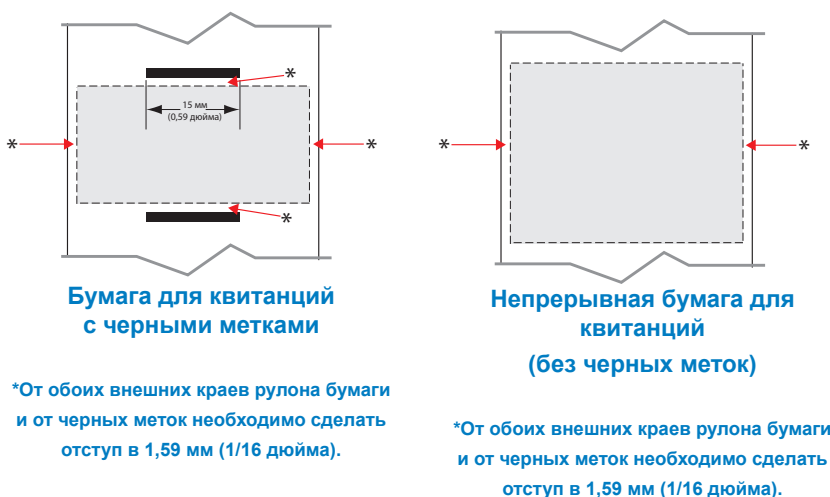 *
15 мм
(0,59 дюйма)
*
*
*
Бумага для квитанций
с черными метками
*От обоих внешних краев рулона бумаги
и от черных меток необходимо сделать
отступ в 1,59 мм (1/16 дюйма).
*
*
Непрерывная бумага для
квитанций
(без черных меток)
*От обоих внешних краев рулона бумаги
и от черных меток необходимо сделать
отступ в 1,59 мм (1/16 дюйма).